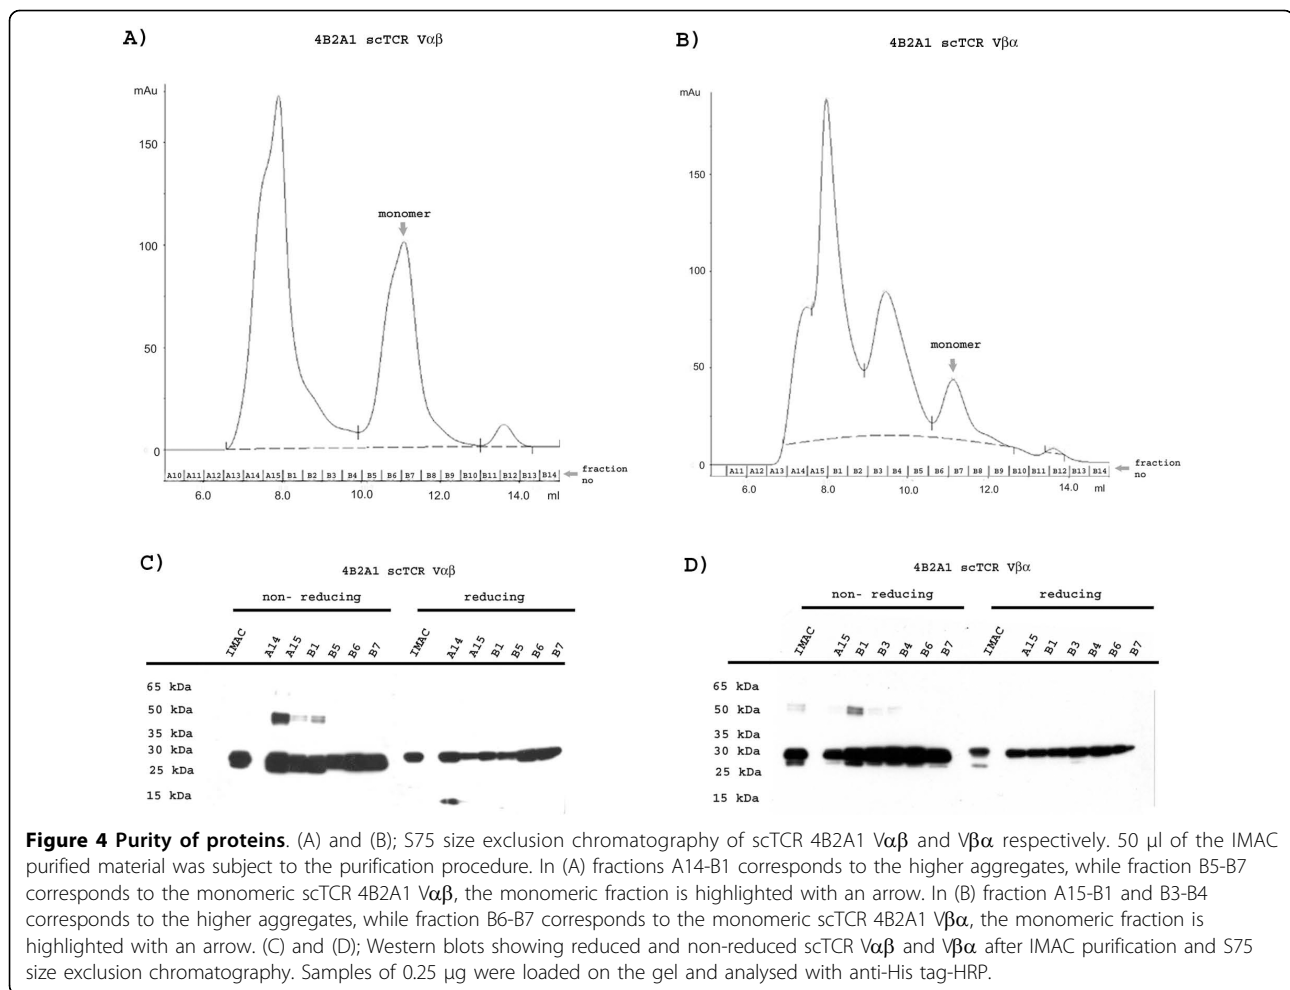 A)
4B2A1 scTCR Vαβ
mAu
150
100
50
0
monomer
A10 A11 A12 A13 A14 A15 B1 B2 B3 B4 B5 B6 B7 B8 B9 B10 B11 B12 B13 B14
fraction
no
6.0 8.0 10.0 12.0 14.0 ml
B)
4B2A1 scTCR Vβα
mAu
150
100
50
0
monomer
A11 A12 A13 A14 A15 B1 B2 B3 B4 B5 B6 B7 B8 B9 B10 B11 B12 B13 B14
fraction
no
6.0 8.0 10.0 12.0 14.0 ml
C)
4B2A1 scTCR Vαβ
non- reducing reducing
IMAC A14 A15 B1 B5 B6 B7 IMAC A14 A15 B1 B5 B6 B7
65 kDa
50 kDa
35 kDa
30 kDa
25 kDa
15 kDa
D)
4B2A1 scTCR Vβα
non- reducing reducing
IMAC A15 B1 B3 B4 B6 B7 IMAC A15 B1 B3 B4 B6 B7
65 kDa
50 kDa
35 kDa
30 kDa
25 kDa
15 kDa
Figure 4 Purity of proteins. (A) and (B); S75 size exclusion chromatography of scTCR 4B2A1 Vαβ and Vβα respectively. 50 μl of the IMAC
purified material was subject to the purification procedure. In (A) fractions A14-B1 corresponds to the higher aggregates, while fraction B5-B7
corresponds to the monomeric scTCR 4B2A1 Vαβ, the monomeric fraction is highlighted with an arrow. In (B) fraction A15-B1 and B3-B4
corresponds to the higher aggregates, while fraction B6-B7 corresponds to the monomeric scTCR 4B2A1 Vβα, the monomeric fraction is
highlighted with an arrow. (C) and (D); Western blots showing reduced and non-reduced scTCR Vαβ and Vβα after IMAC purification and S75
size exclusion chromatography. Samples of 0.25 μg were loaded on the gel and analysed with anti-His tag-HRP.